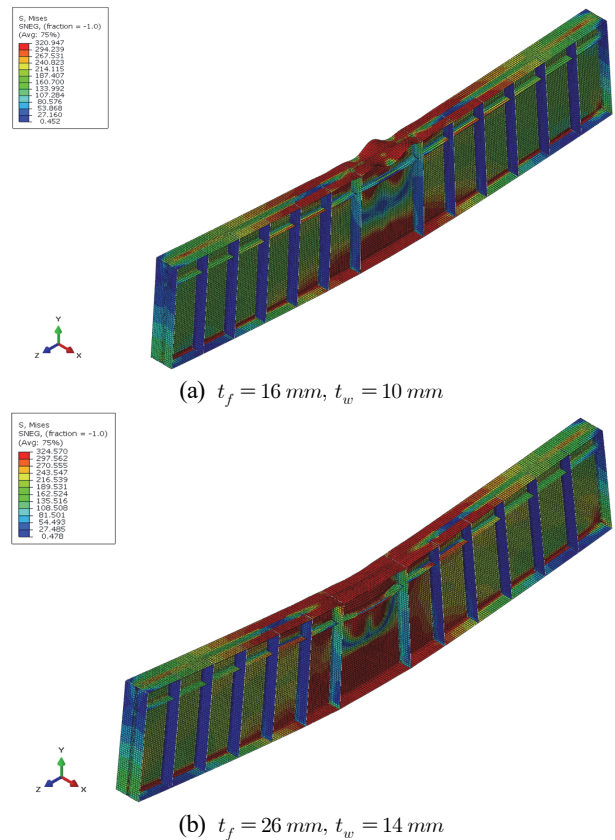 S, Mises
SNEG, (fraction = -1.0)
(Avg: 75%)
320.947
294.239
267.531
240.823
214.115
187.407
160.700
133.992
107.284
80.576
53.868
27.160
0.452
Y
Z
X
(a) t_f = 16 mm, t_w = 10 mm
S, Mises
SNEG, (fraction = -1.0)
(Avg: 75%)
324.570
297.562
270.555
243.547
216.539
189.531
162.524
135.516
108.508
81.501
54.493
27.485
0.478
Y
Z
X
(b) t_f = 26 mm, t_w = 14 mm